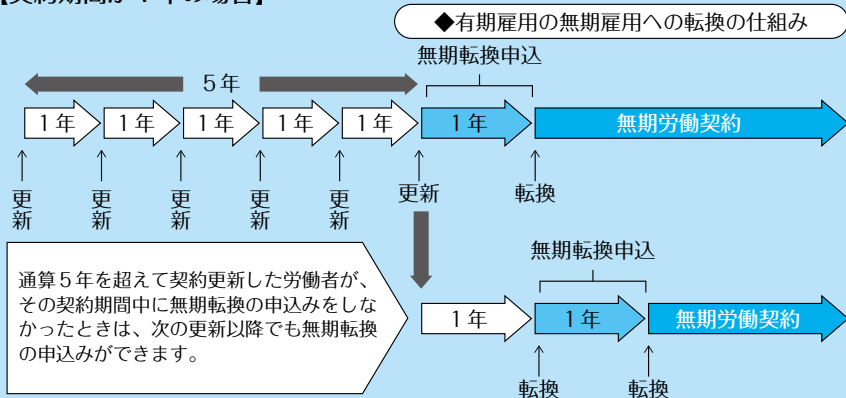 【契約期間が1年の場合】
◆有期雇用の無期雇用への転換の仕組み
無期転換申込
5年
1年
1年
1年
1年
1年
1年
無期労働契約
更新
更新
更新
更新
更新
更新
転換
無期転換申込
通算5年を超えて契約更新した労働者が、
その契約期間中に無期転換の申込みをしな
かったときは、次の更新以降でも無期転換
の申込みができます。
1年
1年
無期労働契約
転換
転換